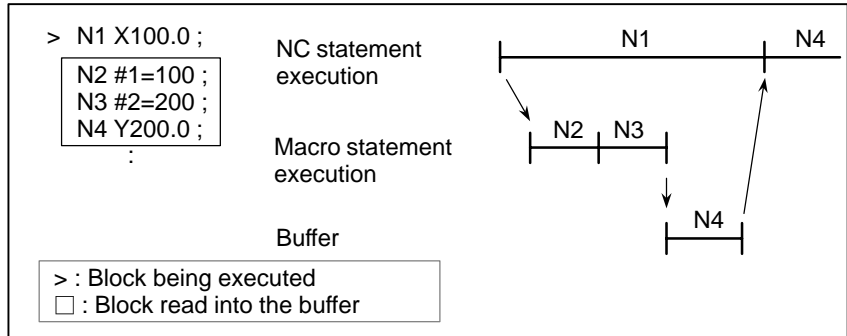 > N1 X100.0 ;
N2 #1=100 ;
N3 #2=200 ;
N4 Y200.0 ;
:
NC statement
execution
N1
N4
Macro statement
execution
N2
N3
Buffer
N4
> : Block being executed
□ : Block read into the buffer